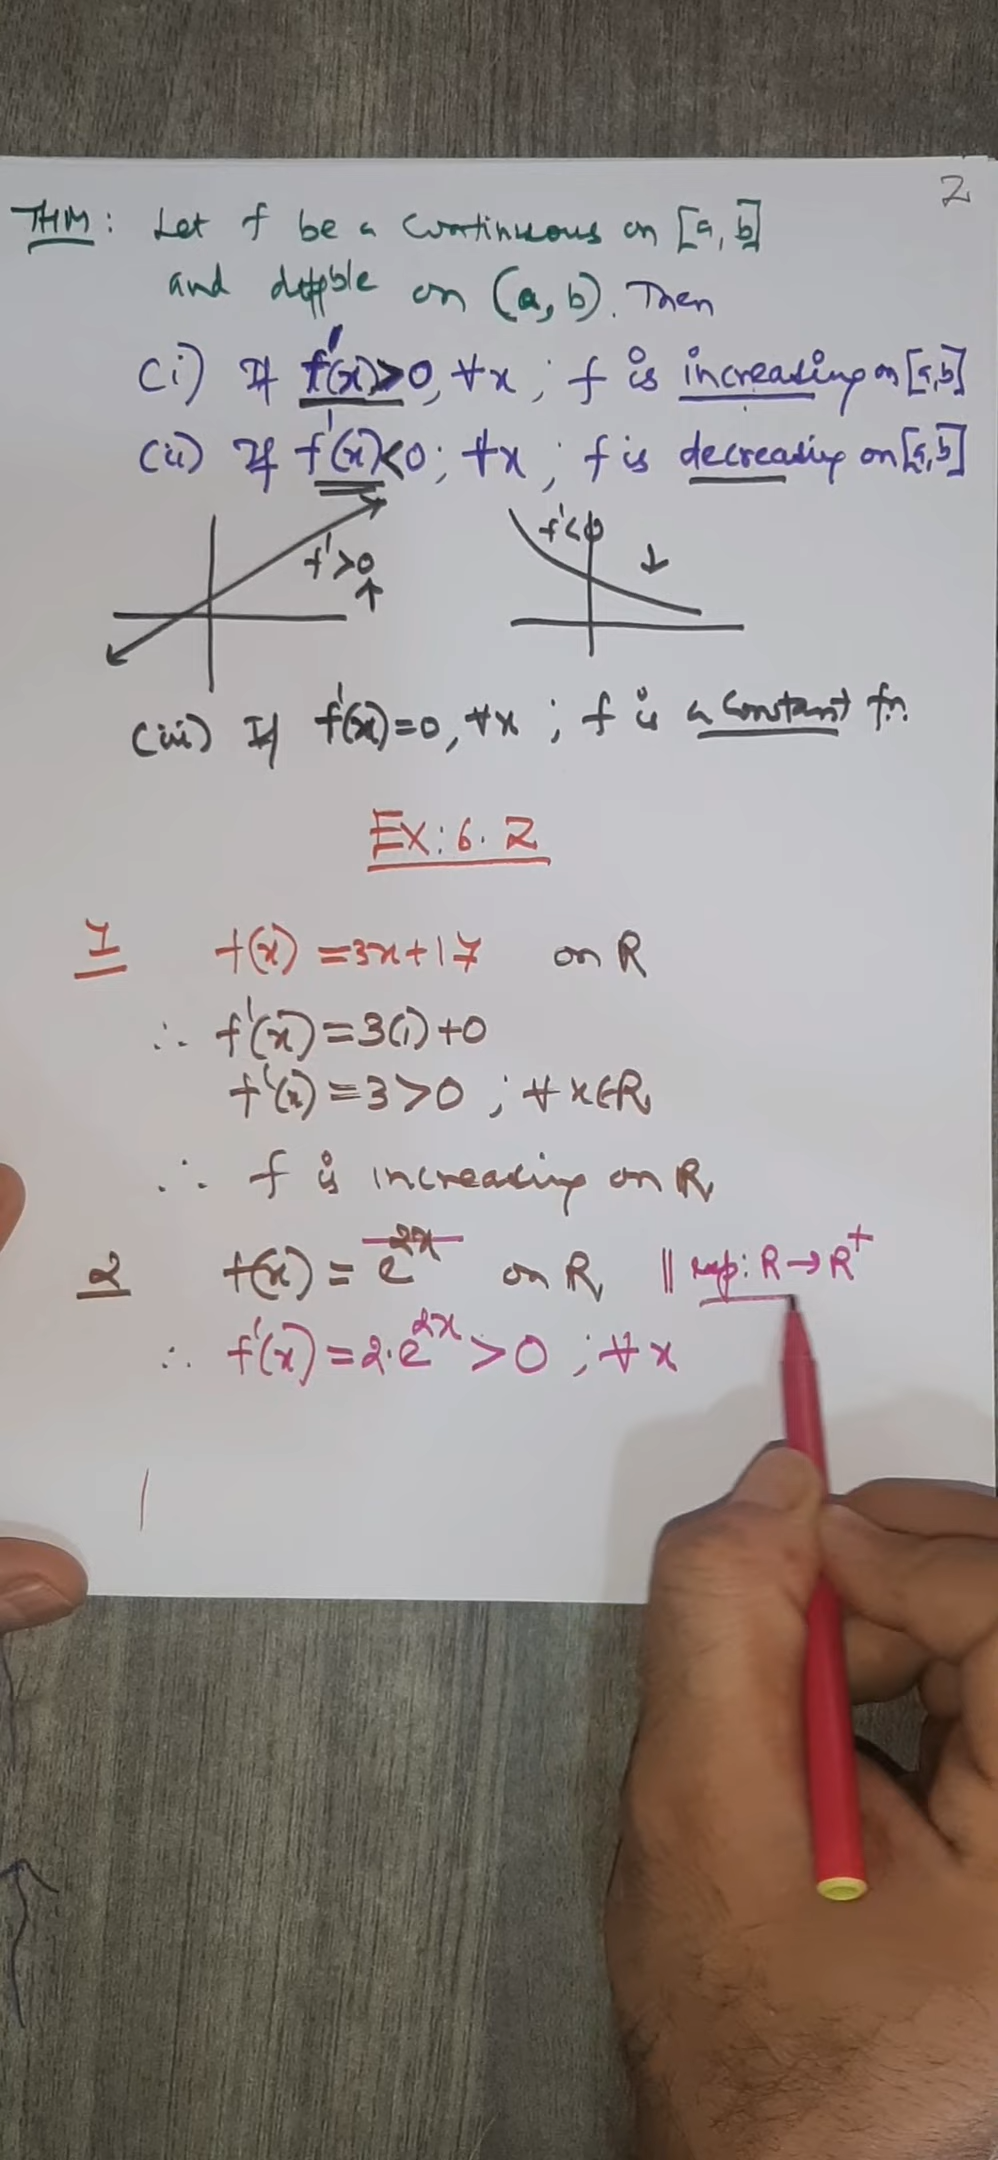 2
THM: Let f be a continuous on [a, b]
and diffble on (a, b). Then
(i) If f'(x)>0, ∀x ; f is increasing on [a,b]
(ii) If f'(x)<0; ∀x ; f is decreasing on [a,b]
f'>0 ↑
f'<0 ↓
(iii) If f'(x)=0, ∀x ; f is a constant fn.
EX: 6.2
1 f(x) =3x+17 on R
∴ f'(x) =3(1)+0
f'(x) =3>0 ; ∀ x∈R
∴ f is increasing on R
2 f(x) = e^2x on R || exp: R→R^+
∴ f'(x) =2·e^2x >0 ; ∀ x